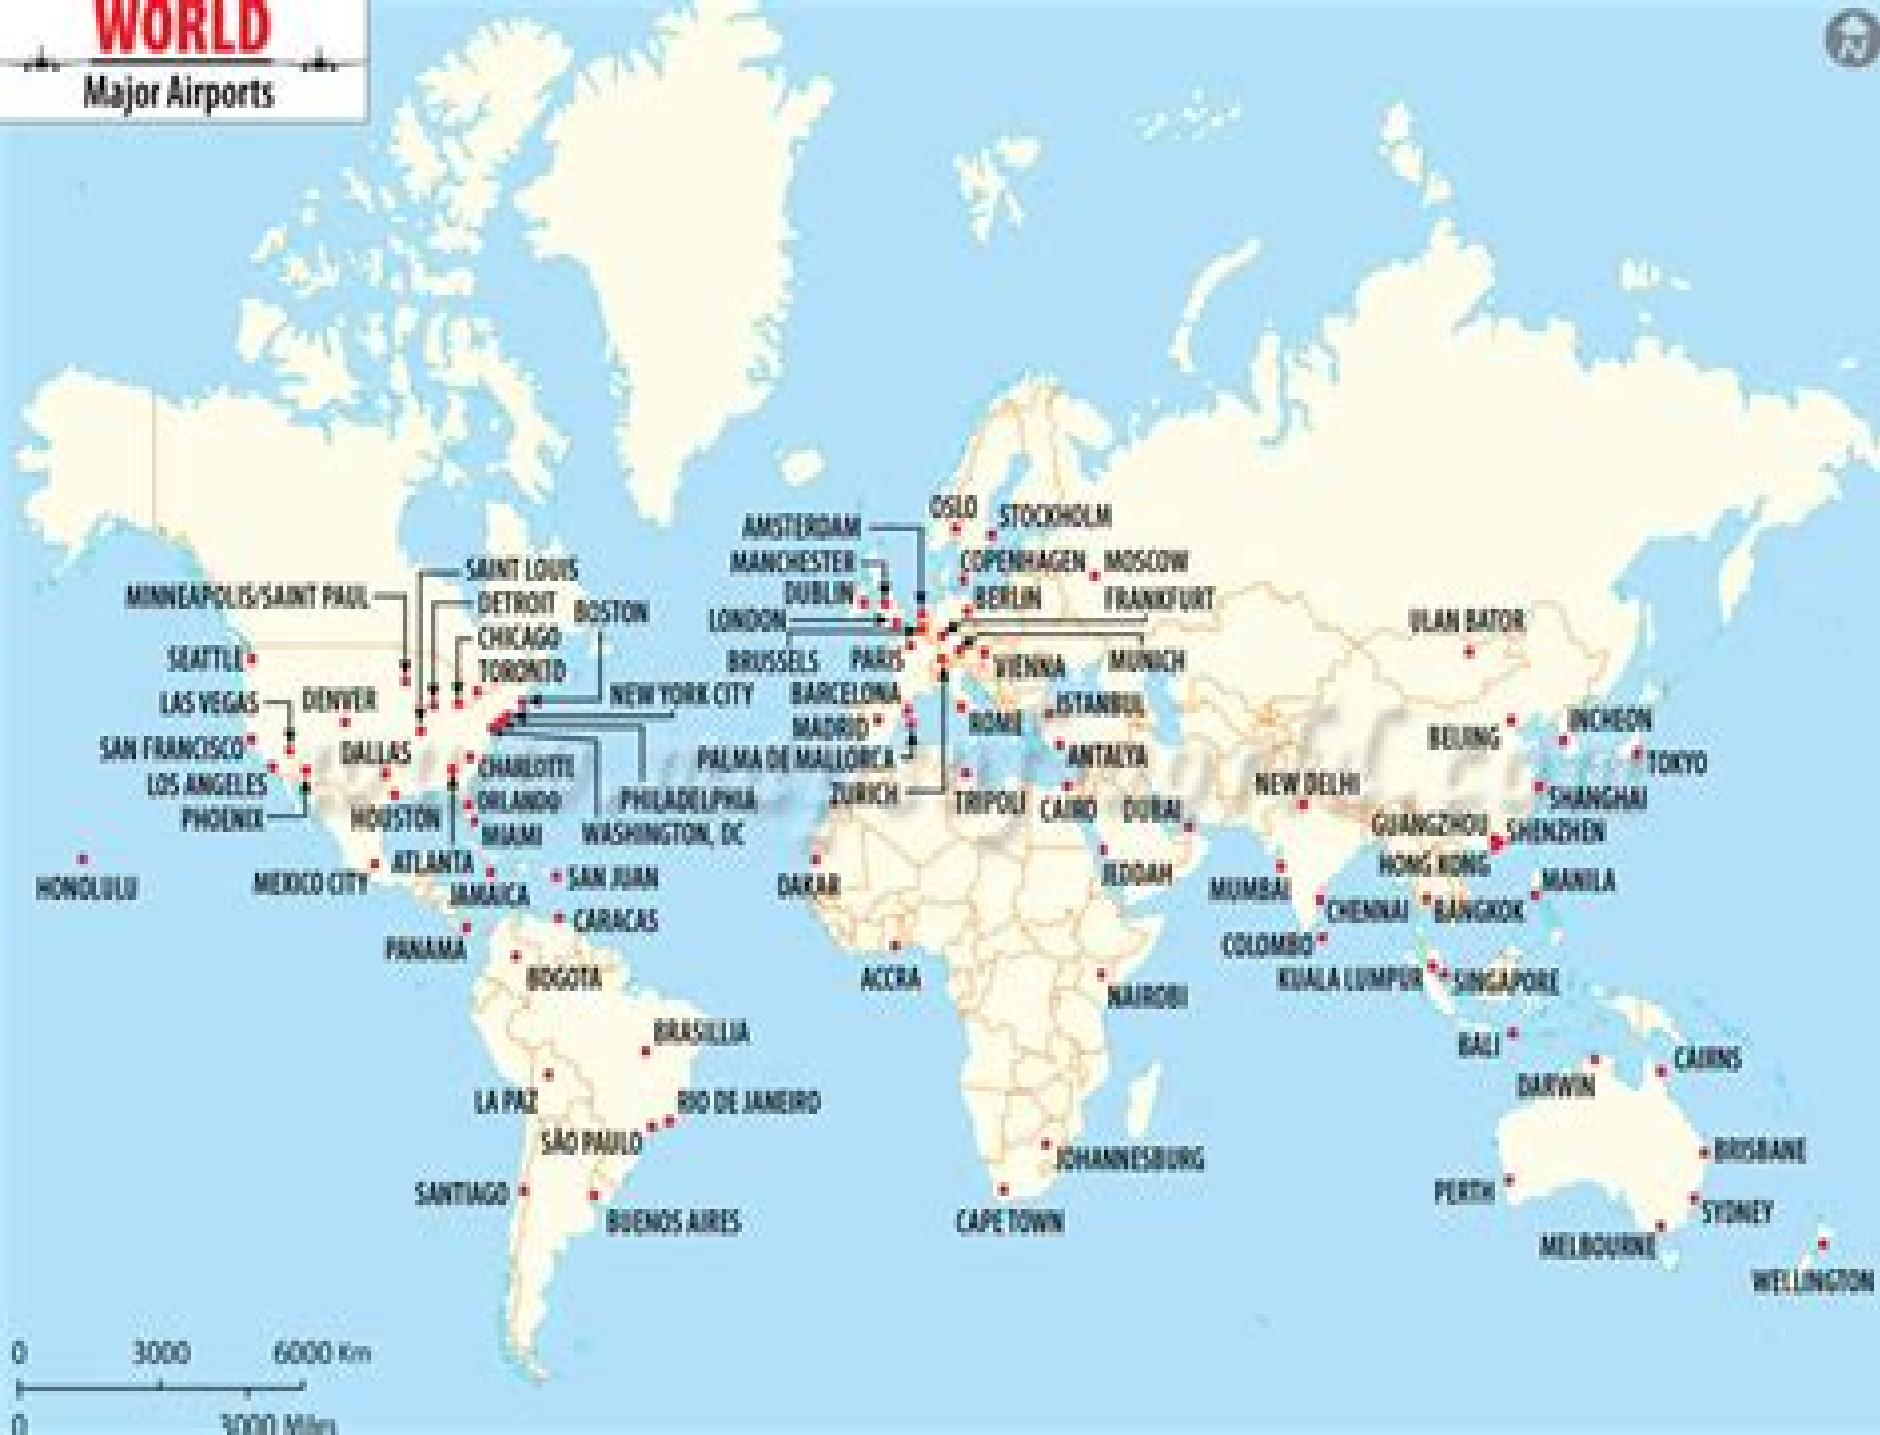 WORLD
Major Airports
N
OSLO
STOCKHOLM
AMSTERDAM
MANCHESTER
COPENHAGEN
MOSCOW
SAINT LOUIS
MINNEAPOLIS/SAINT PAUL
DETROIT
BOSTON
DUBLIN
BERLIN
FRANKFURT
LONDON
ULAN BATOR
CHICAGO
SEATTLE
TORONTO
BRUSSELS
PARIS
VIENNA
MUNICH
LAS VEGAS
DENVER
NEW YORK CITY
BARCELONA
ISTANBUL
MADRID
ROME
INCHEON
BEIJING
SAN FRANCISCO
DALLAS
PALMA DE MALLORCA
ANTALYA
TOKYO
CHARLOTTE
LOS ANGELES
ORLANDO
PHILADELPHIA
ZURICH
TRIPOLI
CAIRO
DUBAI
NEW DELHI
SHANGHAI
PHOENIX
HOUSTON
MIAMI
WASHINGTON, DC
GUANGZHOU
SHENZHEN
ATLANTA
HONG KONG
HONOLULU
MEXICO CITY
JAMAICA
SAN JUAN
DAKAR
JEDDAH
MUMBAI
MANILA
CARACAS
CHENNAI
BANGKOK
PANAMA
COLOMBO
BOGOTA
ACCRA
NAIROBI
KUALA LUMPUR
SINGAPORE
BRASILLIA
BALI
CAIRNS
DARWIN
LA PAZ
RIO DE JANEIRO
SÃO PAULO
JOHANNESBURG
BRISBANE
SANTIAGO
PERTH
BUENOS AIRES
CAPE TOWN
SYDNEY
MELBOURNE
WELLINGTON
0 3000 6000 Km
0 3000 Miles